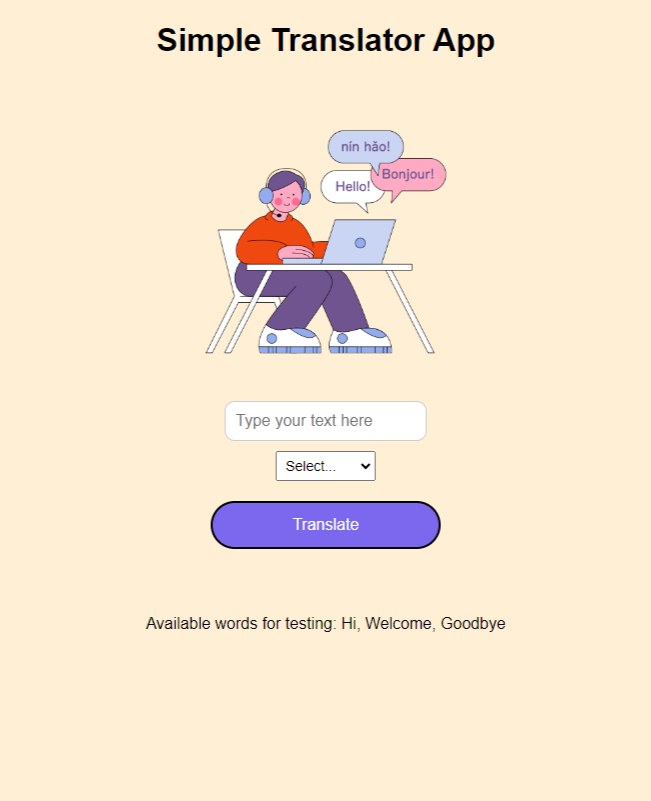 Simple Translator App
nín hǎo!
Bonjour!
Hello!
Type your text here
Select...
Translate
Available words for testing: Hi, Welcome, Goodbye